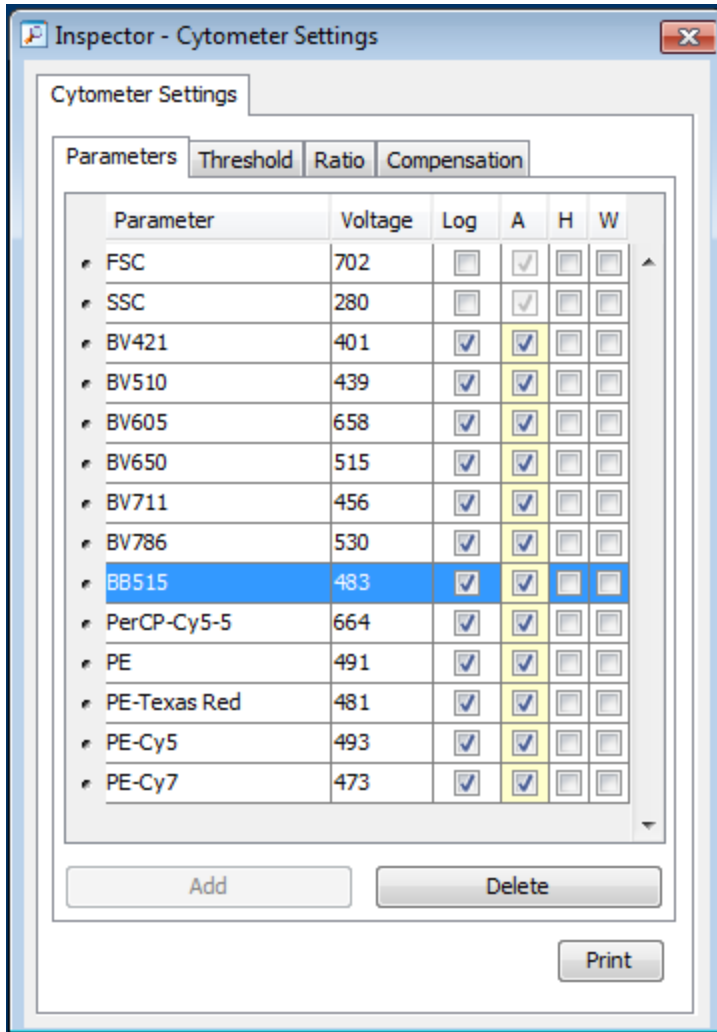 Inspector - Cytometer Settings
Cytometer Settings
Parameters Threshold Ratio Compensation
Parameter Voltage Log A H W
FSC 702
SSC 280
BV421 401
BV510 439
BV605 658
BV650 515
BV711 456
BV786 530
BB515 483
PerCP-Cy5-5 664
PE 491
PE-Texas Red 481
PE-Cy5 493
PE-Cy7 473
Add Delete
Print